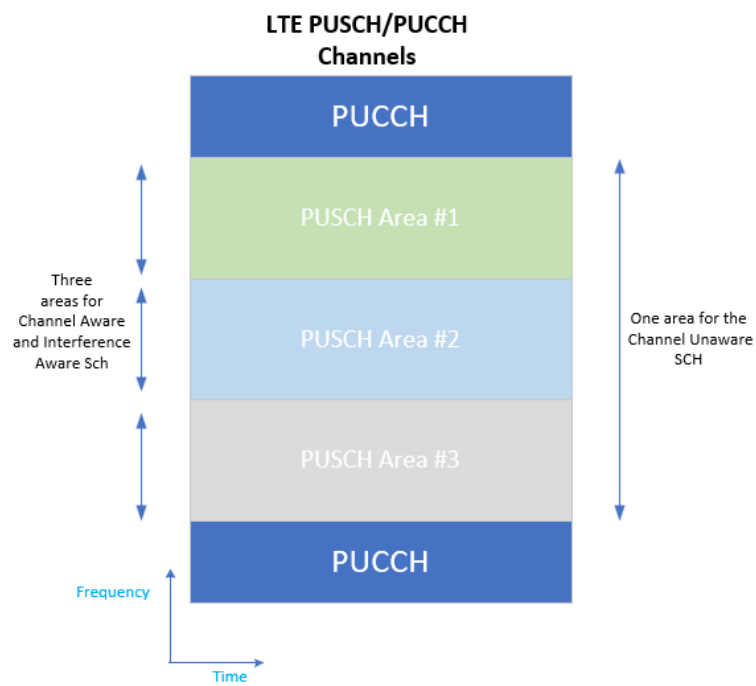 LTE PUSCH/PUCCH
Channels
PUCCH
PUSCH Area #1
Three
areas for
Channel Aware
and Interference
Aware Sch
PUSCH Area #2
One area for the
Channel Unaware
SCH
PUSCH Area #3
PUCCH
Frequency
Time